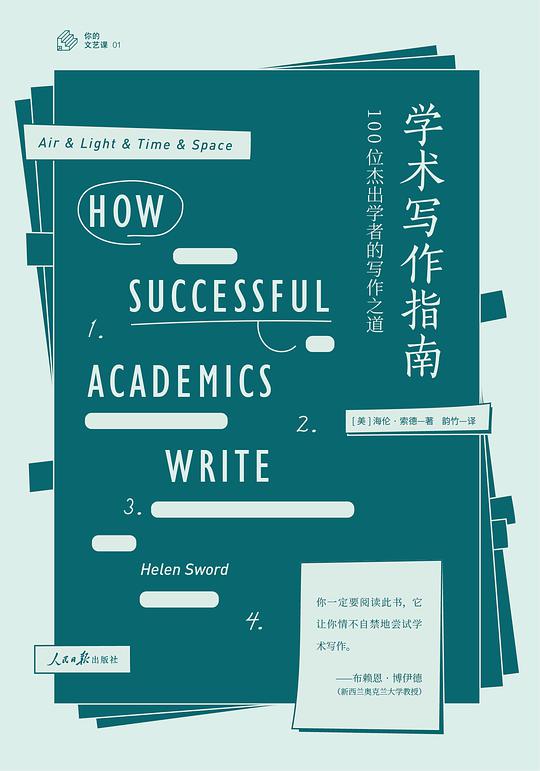 你的
文艺课 01
Air & Light & Time & Space
学术写作指南
100 位杰出学者的写作之道
HOW
SUCCESSFUL
1.
ACADEMICS
2.
[美]海伦·索德—著 韵竹—译
WRITE
3.
Helen Sword
4.
你一定要阅读此书，它
让你情不自禁地尝试学
术写作。
——布赖恩·博伊德
（新西兰奥克兰大学教授）
人民日报出版社